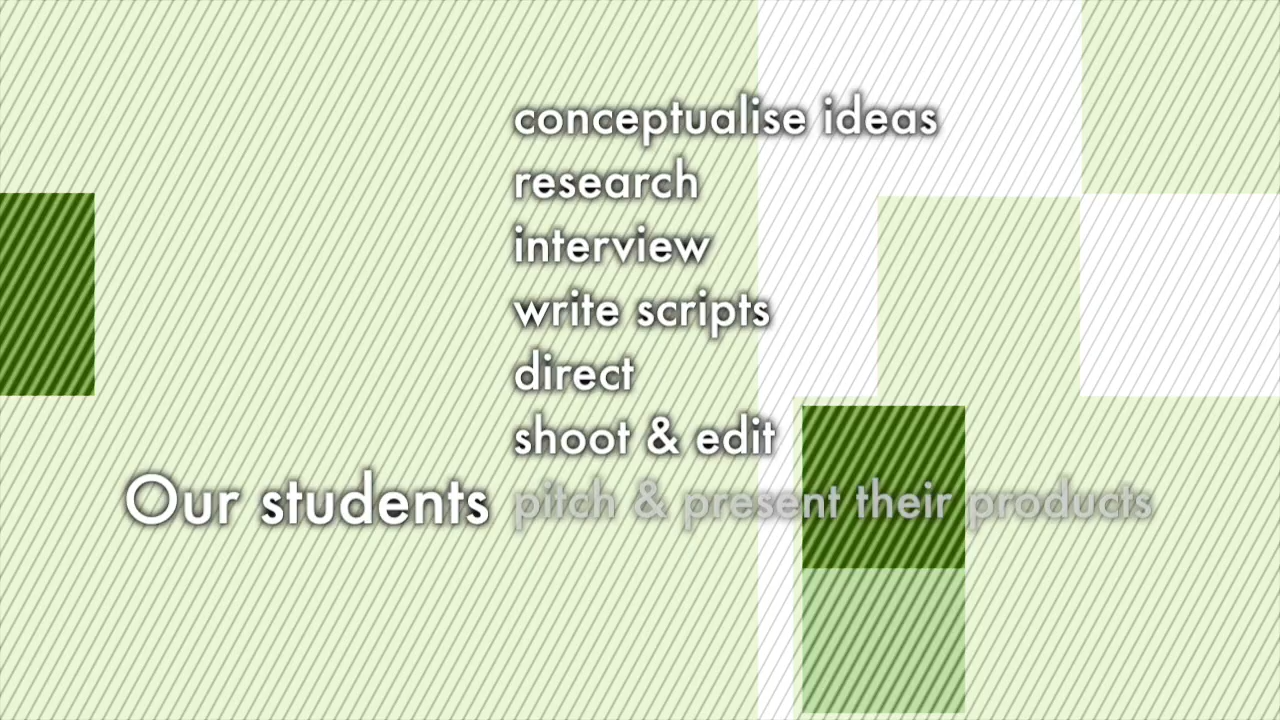 conceptualise ideas
research
interview
write scripts
direct
shoot & edit
Our students pitch & present their products